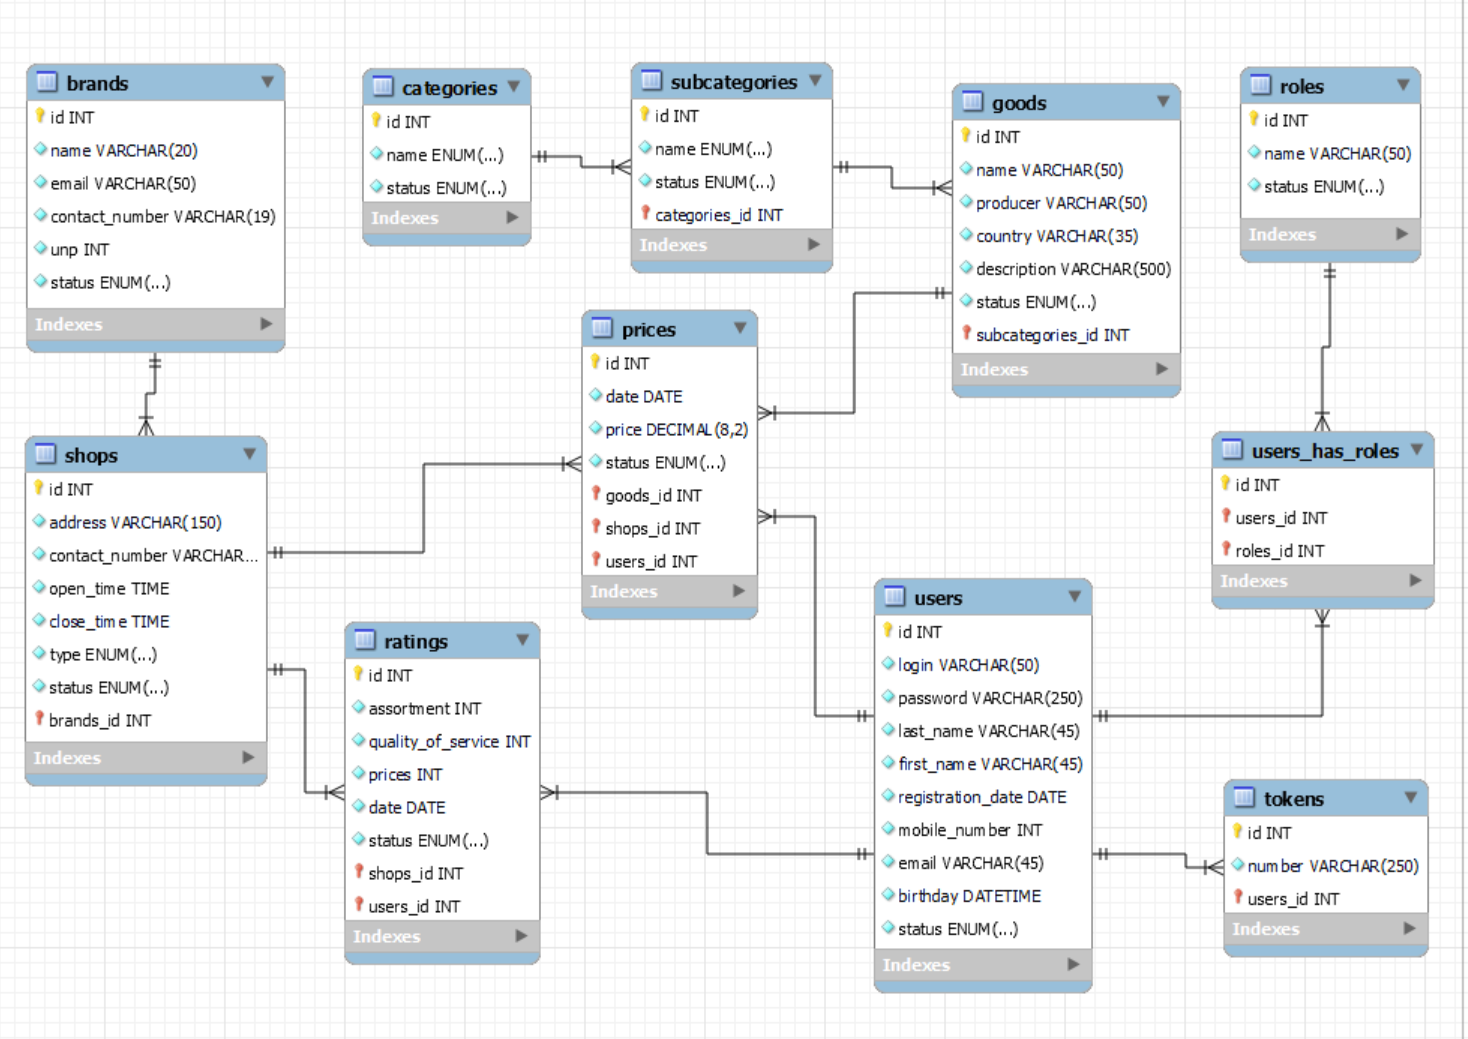 brands
id INT
name VARCHAR(20)
email VARCHAR(50)
contact_number VARCHAR(19)
unp INT
status ENUM(...)
Indexes
categories
id INT
name ENUM(...)
status ENUM(...)
Indexes
subcategories
id INT
name ENUM(...)
status ENUM(...)
categories_id INT
Indexes
goods
id INT
name VARCHAR(50)
producer VARCHAR(50)
country VARCHAR(35)
description VARCHAR(500)
status ENUM(...)
subcategories_id INT
Indexes
roles
id INT
name VARCHAR(50)
status ENUM(...)
Indexes
prices
id INT
date DATE
price DECIMAL(8,2)
status ENUM(...)
goods_id INT
shops_id INT
users_id INT
Indexes
shops
id INT
address VARCHAR(150)
contact_number VARCHAR...
open_time TIME
close_time TIME
type ENUM(...)
status ENUM(...)
brands_id INT
Indexes
users_has_roles
id INT
users_id INT
roles_id INT
Indexes
ratings
id INT
assortment INT
quality_of_service INT
prices INT
date DATE
status ENUM(...)
shops_id INT
users_id INT
Indexes
users
id INT
login VARCHAR(50)
password VARCHAR(250)
last_name VARCHAR(45)
first_name VARCHAR(45)
registration_date DATE
mobile_number INT
email VARCHAR(45)
birthday DATETIME
status ENUM(...)
Indexes
tokens
id INT
number VARCHAR(250)
users_id INT
Indexes